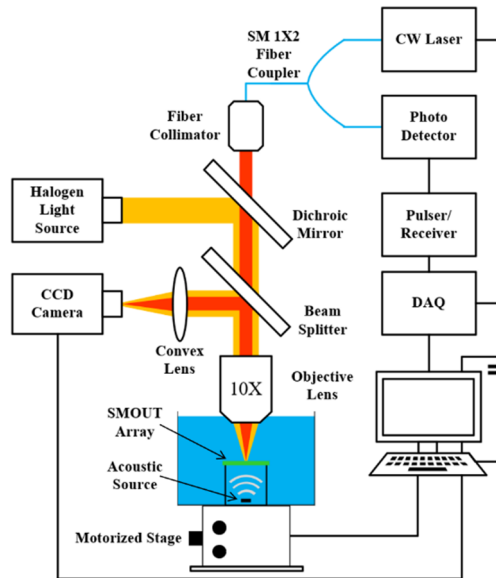 SM 1X2
Fiber
Coupler
CW Laser
Fiber
Collimator
Photo
Detector
Halogen
Light
Source
Dichroic
Mirror
Pulser/
Receiver
CCD
Camera
Convex
Lens
Beam
Splitter
DAQ
10X
Objective
Lens
SMOUT
Array
Acoustic
Source
Motorized Stage